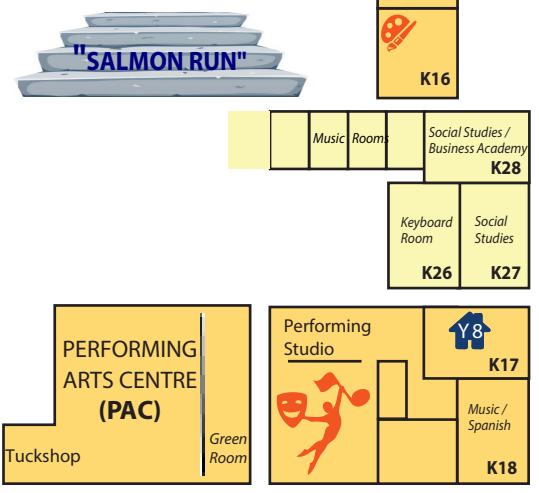 "SALMON RUN"
K16
Music Rooms
Social Studies /
Business Academy
K28
Keyboard
Room
K26
Social
Studies
K27
PERFORMING
ARTS CENTRE
(PAC)
Tuckshop
Green
Room
Performing
Studio
Y 8
K17
Music /
Spanish
K18